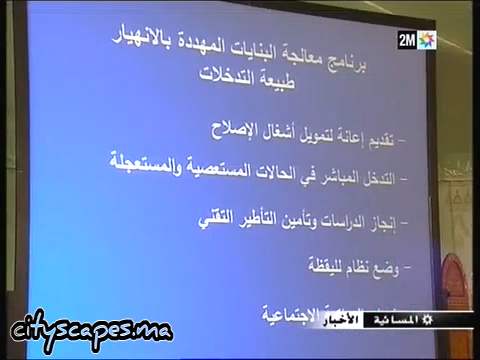 2M
برنامج معالجة البنايات المهددة بالانهيار
طبيعة التدخلات
– تقديم إعانة لتمويل أشغال الإصلاح
– التدخل المباشر في الحالات المستعصية والمستعجلة
– إنجاز الدراسات وتأمين التأطير التقني
– وضع نظام لليقظة
الاجتماعية
المسائية الأخبار
cityscapes.ma